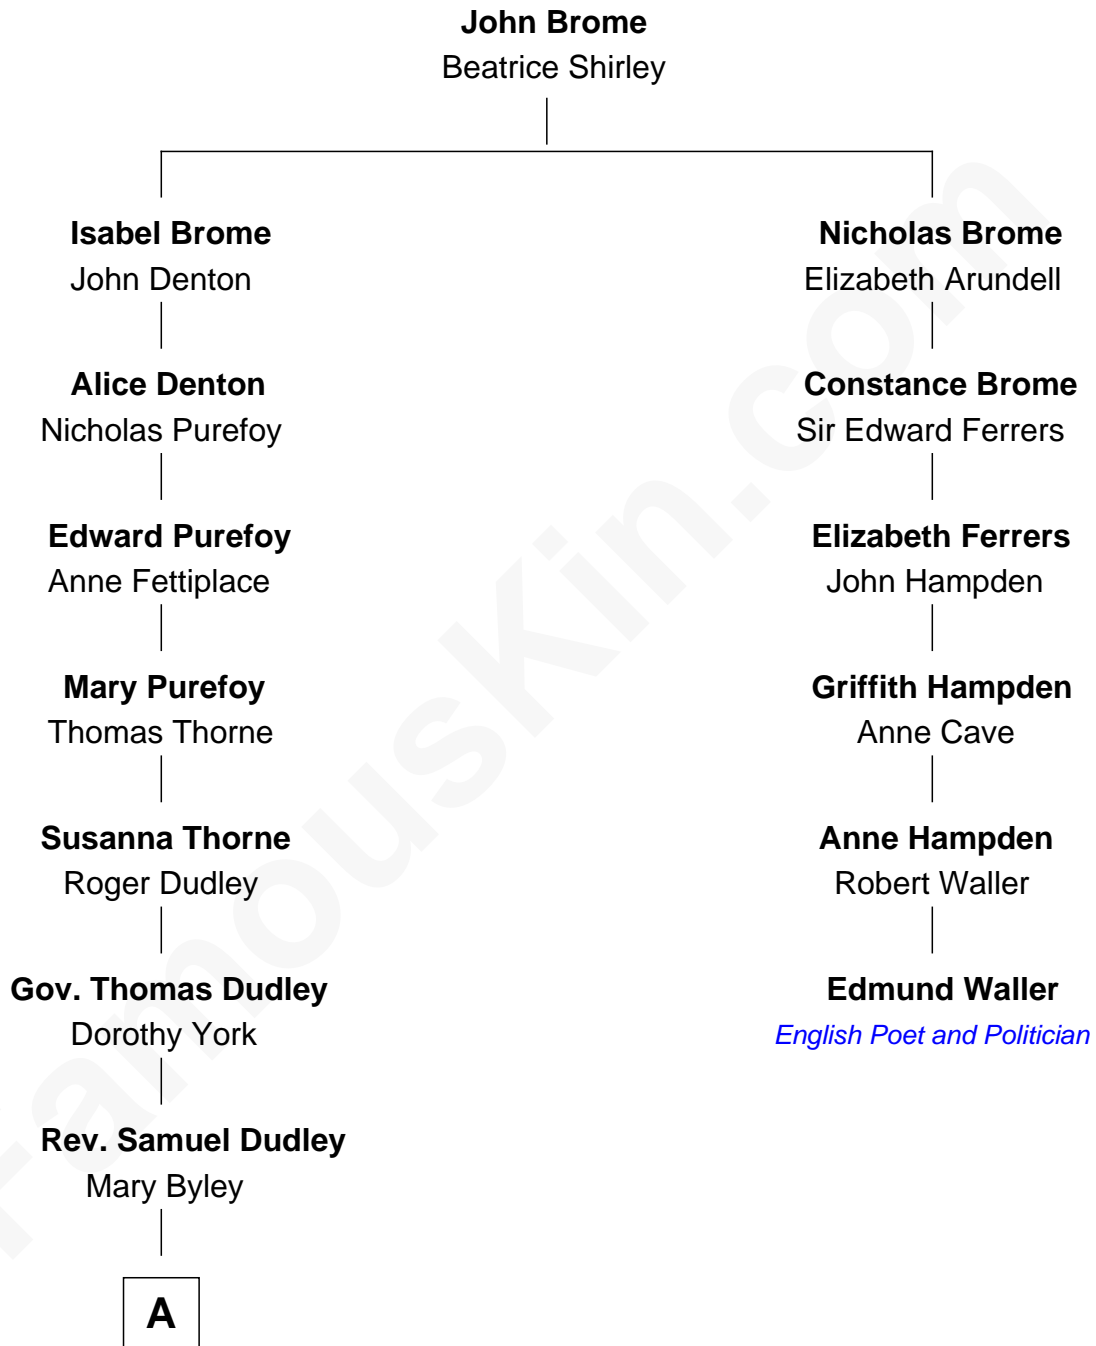 John Brome
Beatrice Shirley
Isabel Brome
John Denton
Nicholas Brome
Elizabeth Arundell
Alice Denton
Nicholas Purefoy
Constance Brome
Sir Edward Ferrers
Edward Purefoy
Anne Fettiplace
Elizabeth Ferrers
John Hampden
Mary Purefoy
Thomas Thorne
Griffith Hampden
Anne Cave
Susanna Thorne
Roger Dudley
Anne Hampden
Robert Waller
Gov. Thomas Dudley
Dorothy York
Edmund Waller
English Poet and Politician
Rev. Samuel Dudley
Mary Byley
A
FamousKin.com